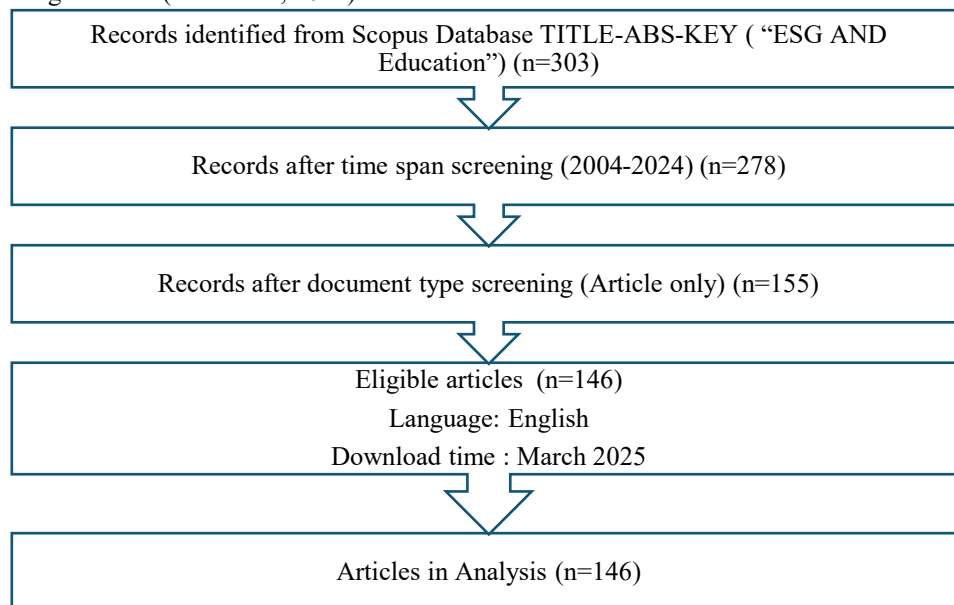 Records identified from Scopus Database TITLE-ABS-KEY ( “ESG AND
Education”) (n=303)
Records after time span screening (2004-2024) (n=278)
Records after document type screening (Article only) (n=155)
Eligible articles (n=146)
Language: English
Download time : March 2025
Articles in Analysis (n=146)